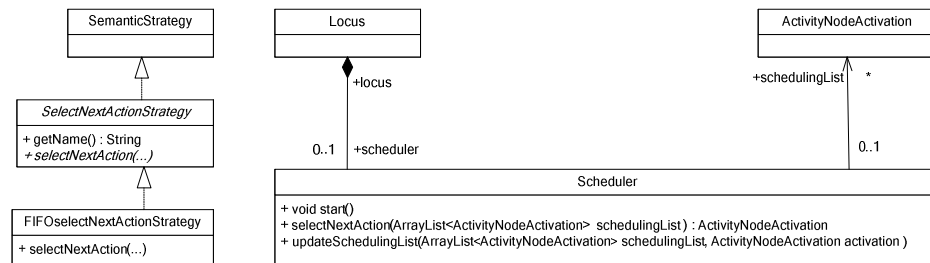 SemanticStrategy
Locus
ActivityNodeActivation
+locus
+schedulingList *
SelectNextActionStrategy
+ getName() : String
+ selectNextAction(...)
0..1 +scheduler
0..1
Scheduler
+ void start()
+ selectNextAction(ArrayList<ActivityNodeActivation> schedulingList) : ActivityNodeActivation
+ updateSchedulingList(ArrayList<ActivityNodeActivation> schedulingList, ActivityNodeActivation activation )
FIFOselectNextActionStrategy
+ selectNextAction(...)